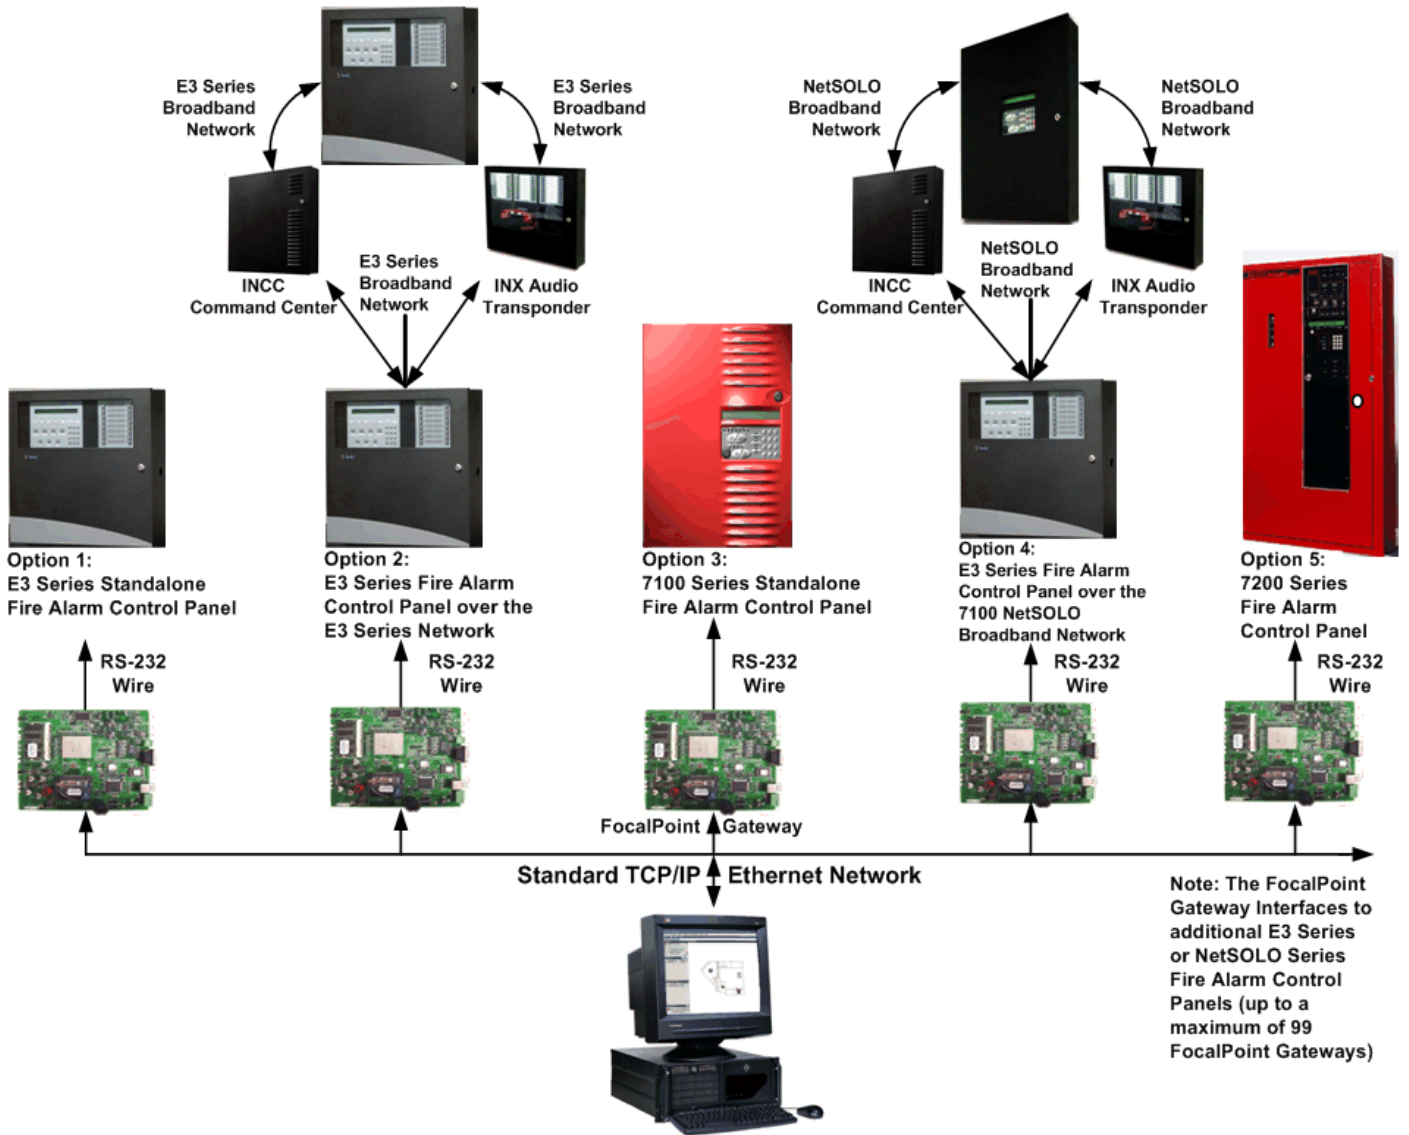 E3 Series
Broadband
Network
E3 Series
Broadband
Network
NetSOLO
Broadband
Network
NetSOLO
Broadband
Network
INCC
Command Center
E3 Series
Broadband
Network
INX Audio
Transponder
INCC
Command Center
NetSOLO
Broadband
Network
INX Audio
Transponder
Option 1:
E3 Series Standalone
Fire Alarm Control Panel
Option 2:
E3 Series Fire Alarm
Control Panel over the
E3 Series Network
Option 3:
7100 Series Standalone
Fire Alarm Control Panel
Option 4:
E3 Series Fire Alarm
Control Panel over the
7100 NetSOLO
Broadband Network
Option 5:
7200 Series
Fire Alarm
Control Panel
RS-232
Wire
RS-232
Wire
RS-232
Wire
RS-232
Wire
RS-232
Wire
FocalPoint Gateway
Standard TCP/IP Ethernet Network
Note: The FocalPoint
Gateway Interfaces to
additional E3 Series
or NetSOLO Series
Fire Alarm Control
Panels (up to a
maximum of 99
FocalPoint Gateways)